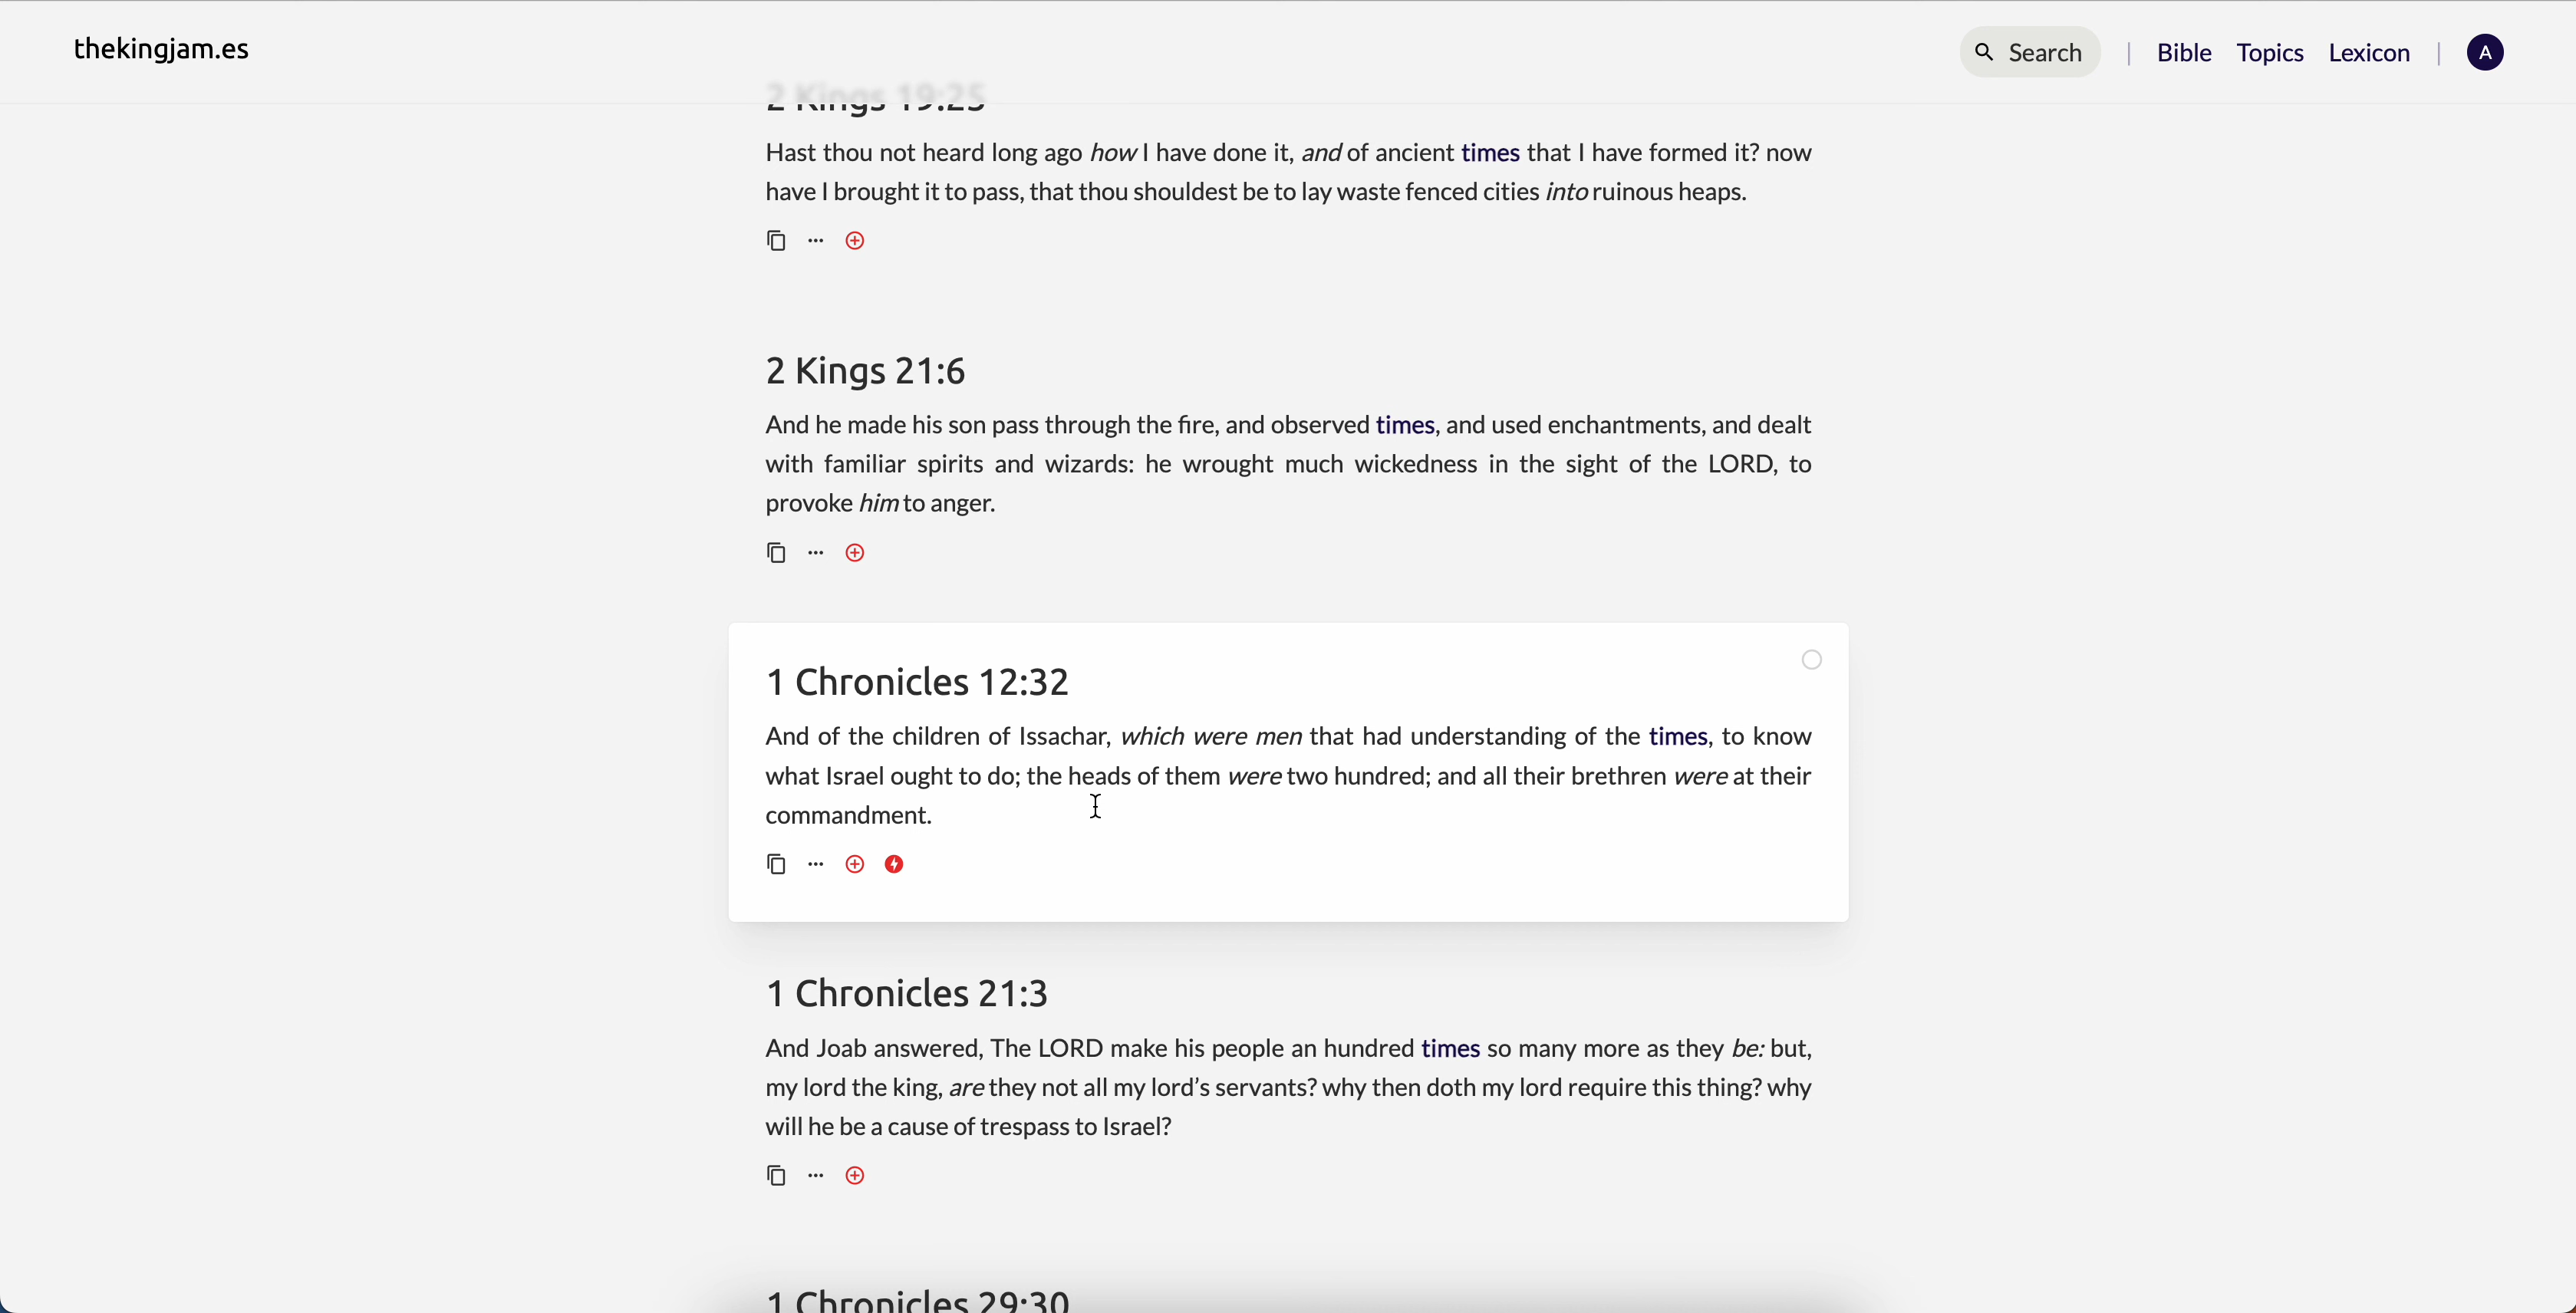 thekingjam.es
Search | Bible Topics Lexicon | A
2 Kings 19:25
Hast thou not heard long ago how I have done it, and of ancient times that I have formed it? now
have I brought it to pass, that thou shouldest be to lay waste fenced cities into ruinous heaps.
2 Kings 21:6
And he made his son pass through the fire, and observed times, and used enchantments, and dealt
with familiar spirits and wizards: he wrought much wickedness in the sight of the LORD, to
provoke him to anger.
1 Chronicles 12:32
And of the children of Issachar, which were men that had understanding of the times, to know
what Israel ought to do; the heads of them were two hundred; and all their brethren were at their
commandment.
1 Chronicles 21:3
And Joab answered, The LORD make his people an hundred times so many more as they be: but,
my lord the king, are they not all my lord’s servants? why then doth my lord require this thing? why
will he be a cause of trespass to Israel?
1 Chronicles 29:30